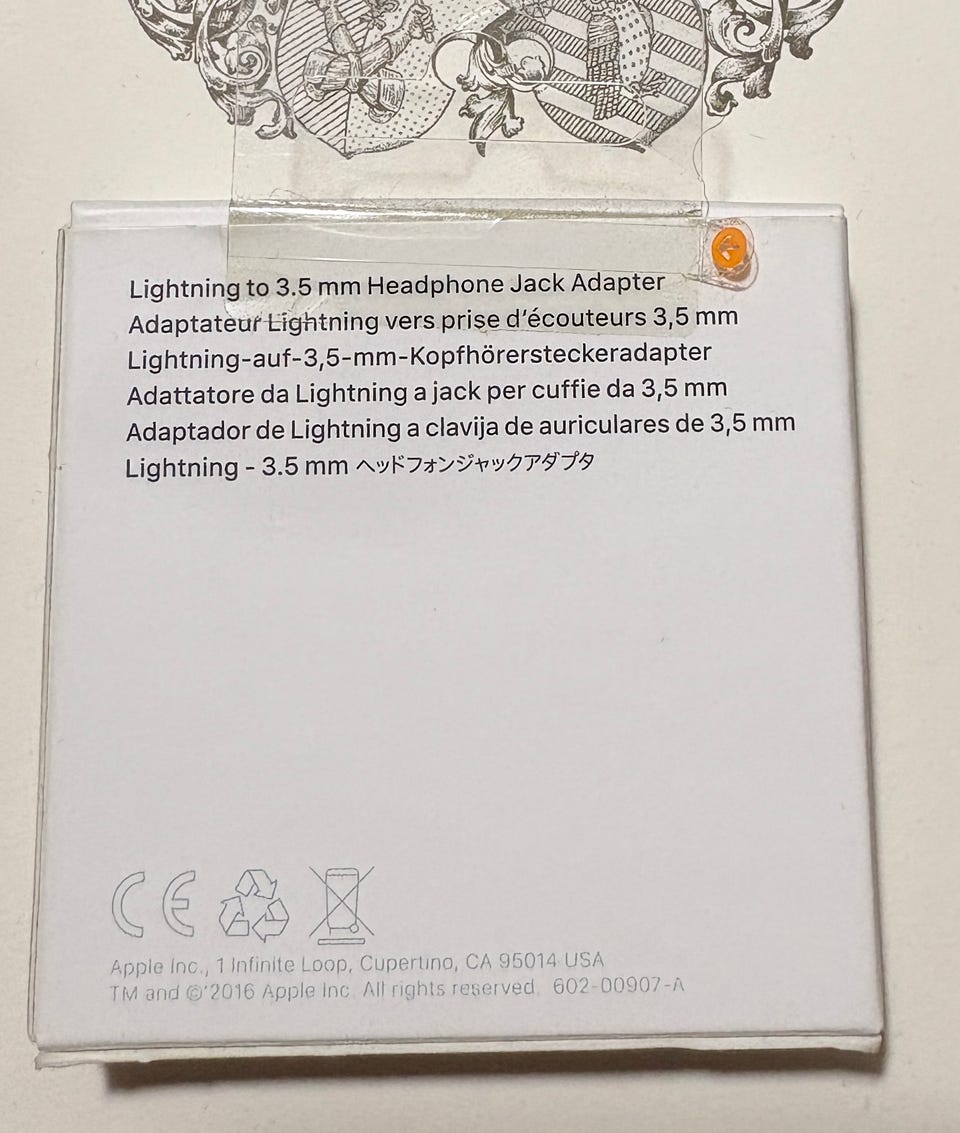 Lightning to 3.5 mm Headphone Jack Adapter
Adaptateur Lightning vers prise d’écouteurs 3,5 mm
Lightning-auf-3,5-mm-Kopfhörersteckeradapter
Adattatore da Lightning a jack per cuffie da 3,5 mm
Adaptador de Lightning a clavija de auriculares de 3,5 mm
Lightning - 3.5 mm ヘッドフォンジャックアダプタ
CE
Apple Inc., 1 Infinite Loop, Cupertino, CA 95014 USA
TM and © 2016 Apple Inc. All rights reserved. 602-00907-A